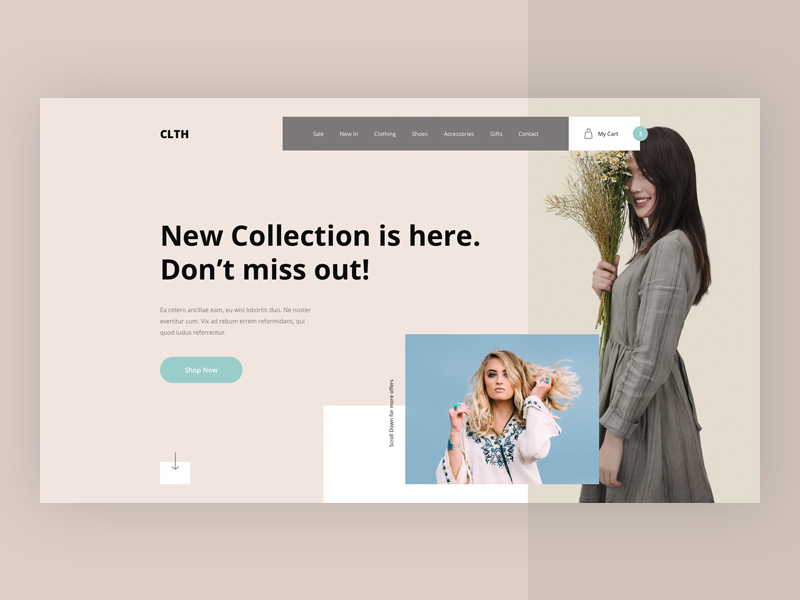 CLTH
Sale New In Clothing Shoes Accessories Gifts Contact
My Cart
New Collection is here.
Don't miss out!
Ea cetero ancillae eam, eu wisi lobortis duo. Ne noster
evertitur cum. Vix ad rebum errem reformidans, qui
quod ludus referrentur.
Shop Now
Scroll Down for more offers